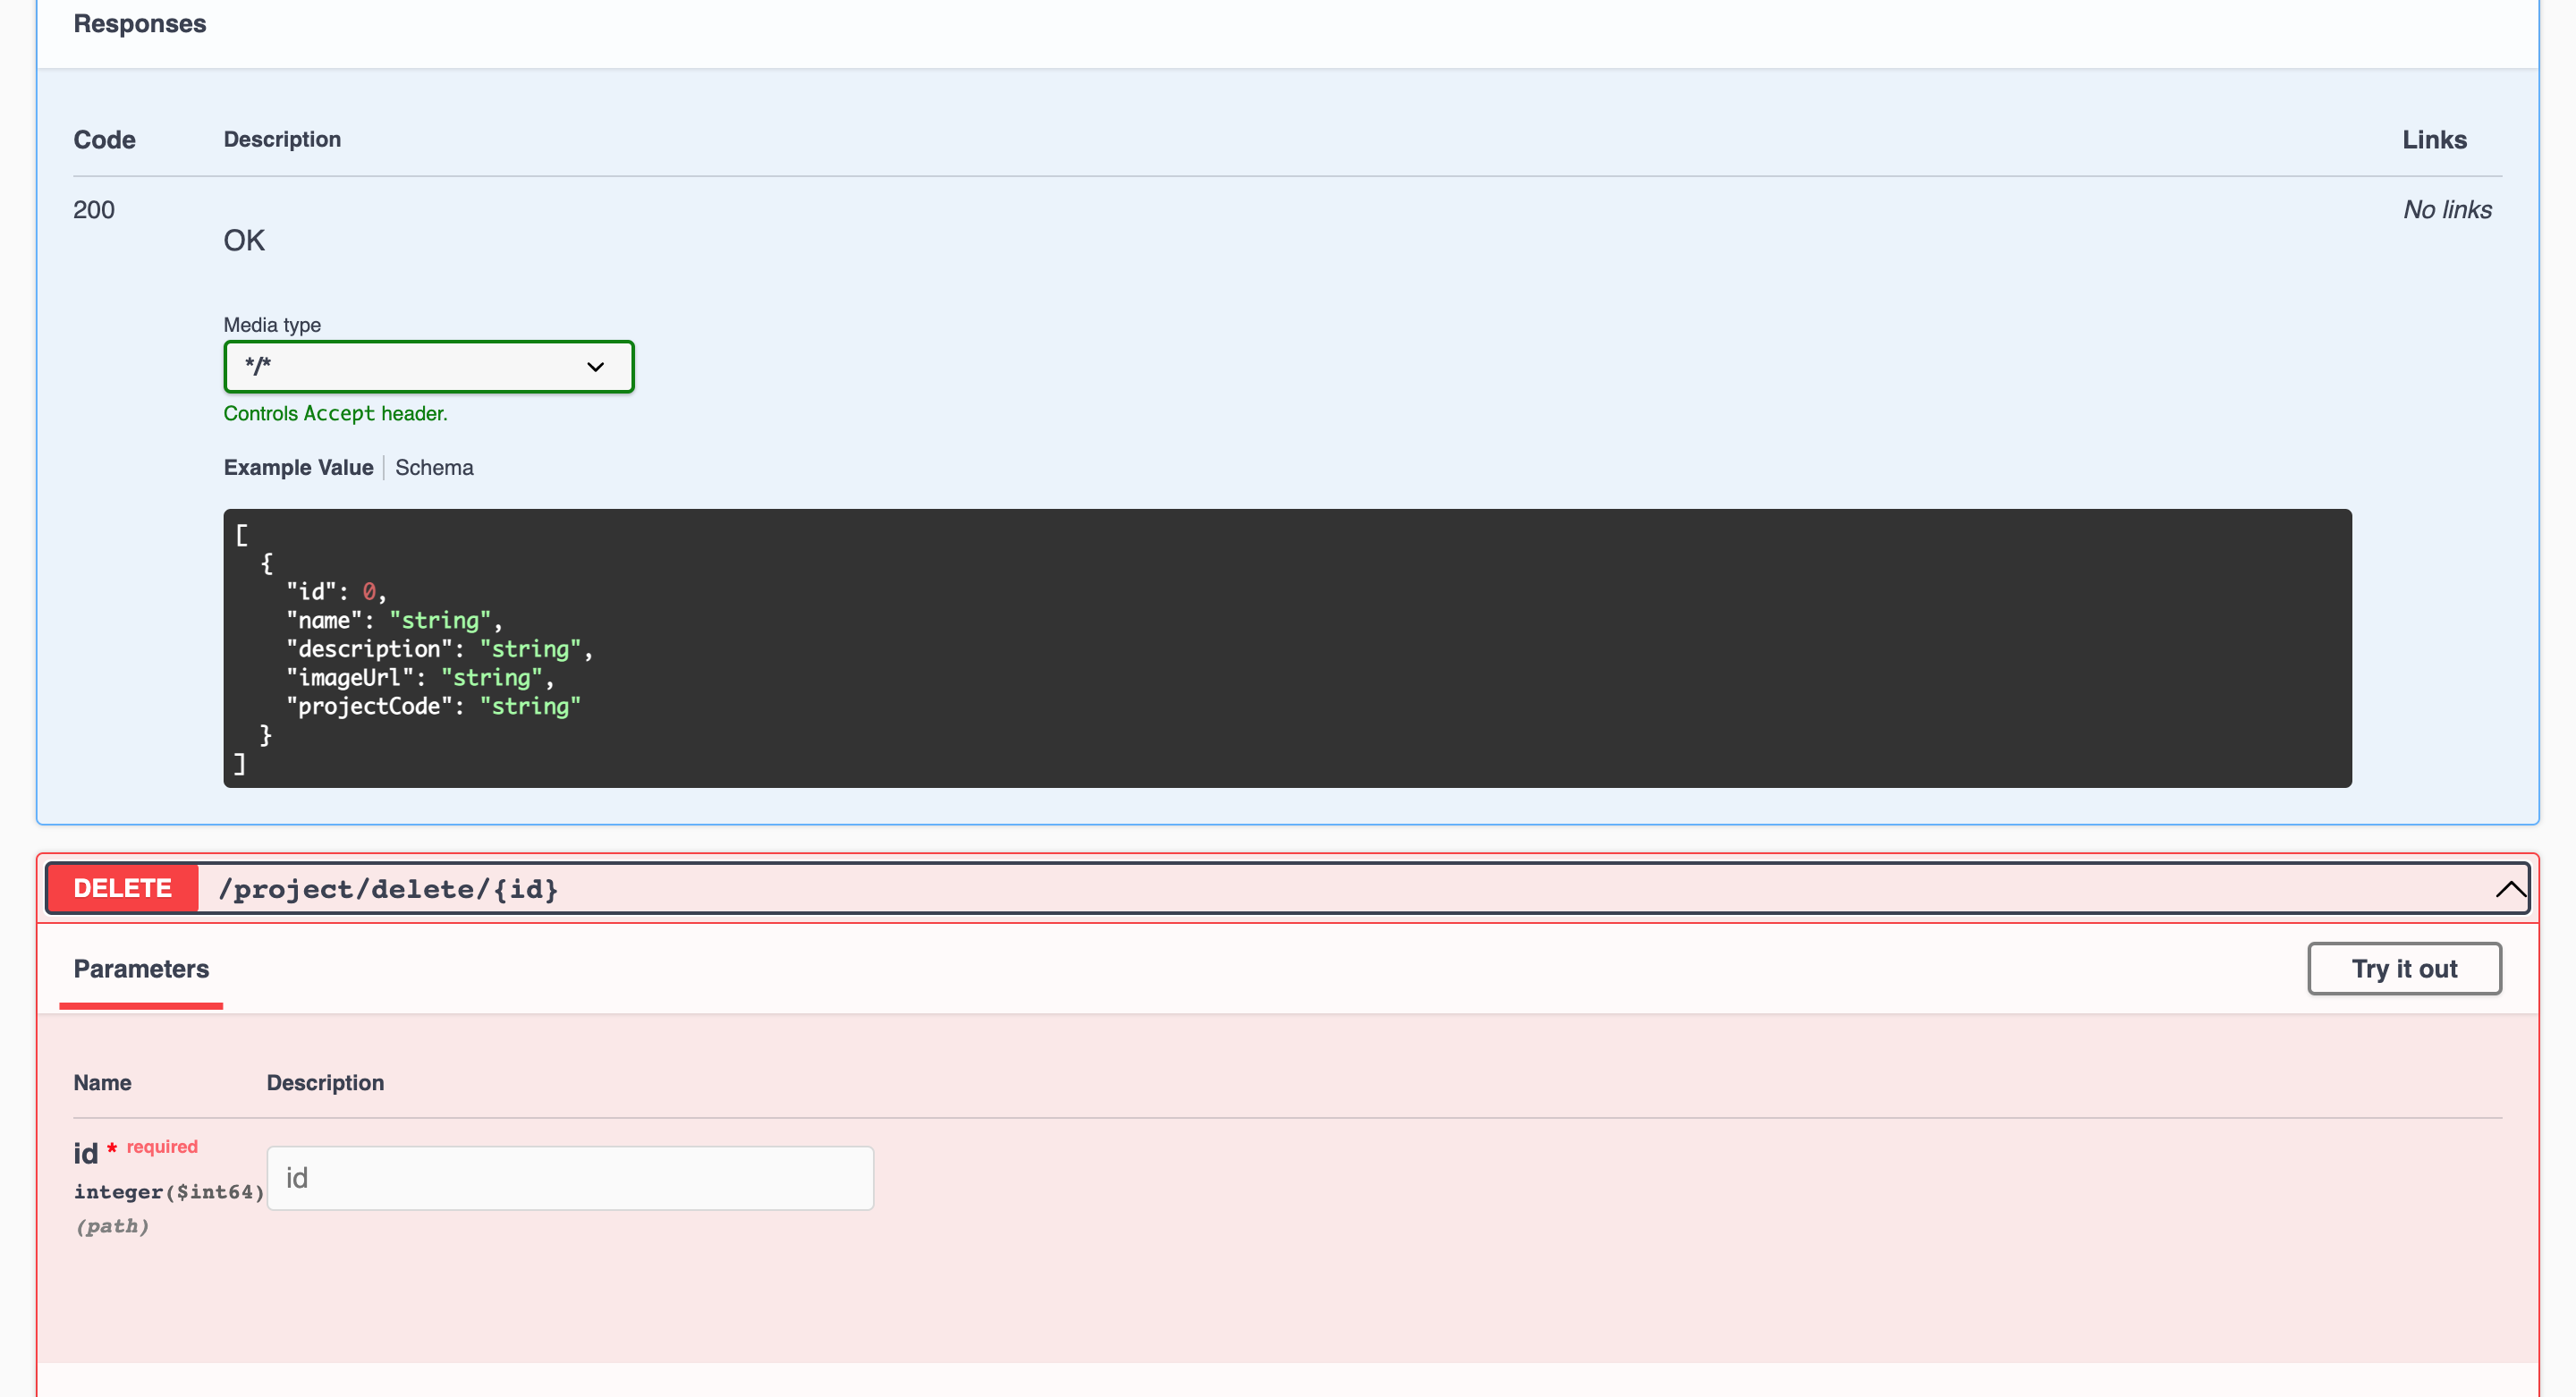 Responses
Code Description Links
200 No links
OK
Media type
*/*
Controls Accept header.
Example Value Schema
[
  {
    "id": 0,
    "name": "string",
    "description": "string",
    "imageUrl": "string",
    "projectCode": "string"
  }
]
DELETE /project/delete/{id}
Parameters Try it out
Name Description
id * required
id
integer($int64)
(path)